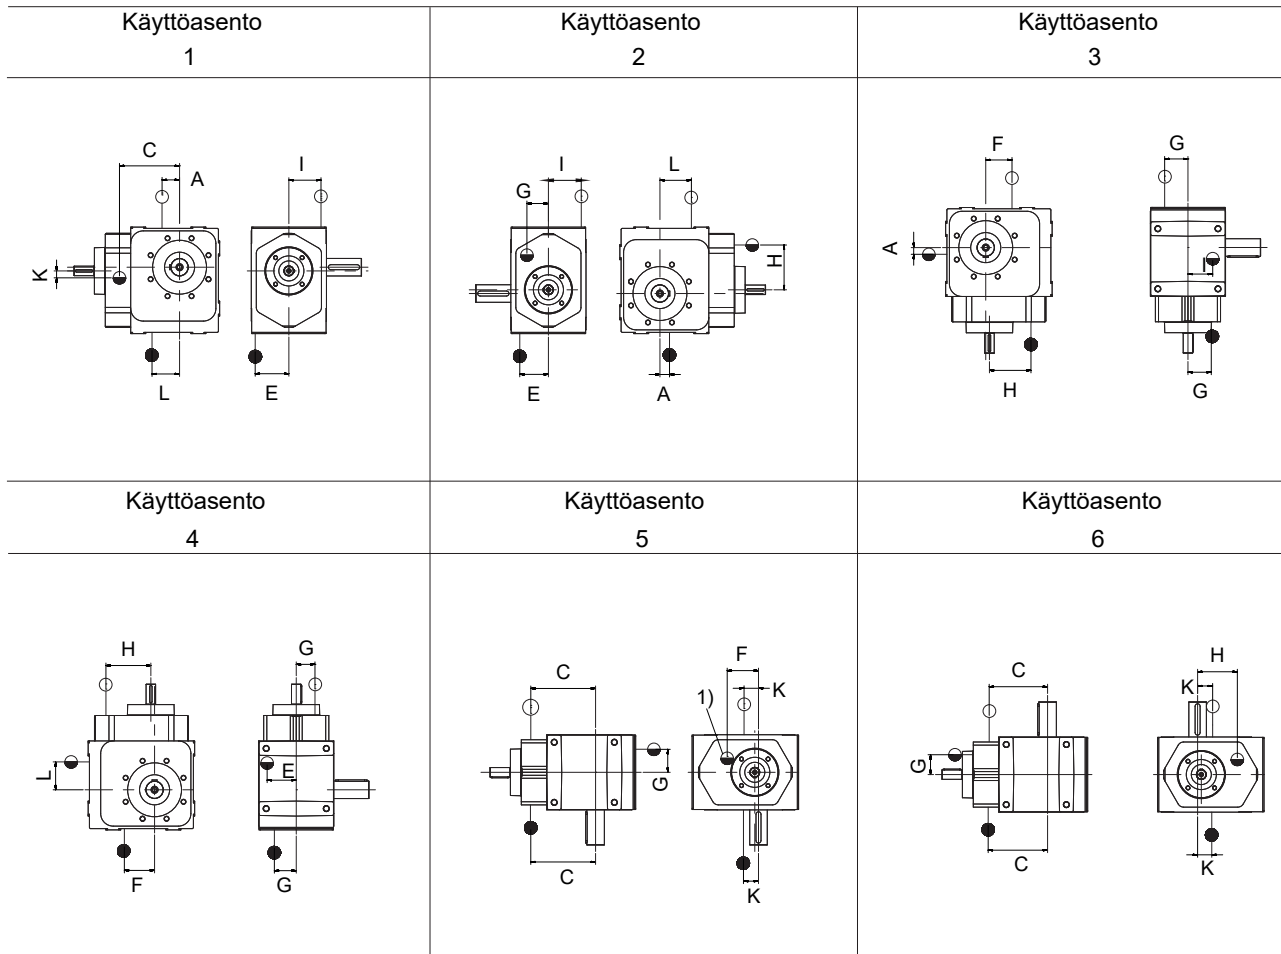 Käyttöasento
1
Käyttöasento
2
Käyttöasento
3
C
A
I
K
L
E
I
G
L
H
E
A
F
G
A
I
H
G
Käyttöasento
4
Käyttöasento
5
Käyttöasento
6
H
G
L
E
F
G
C
F
K
1)
G
C
K
C
H
K
G
C
K